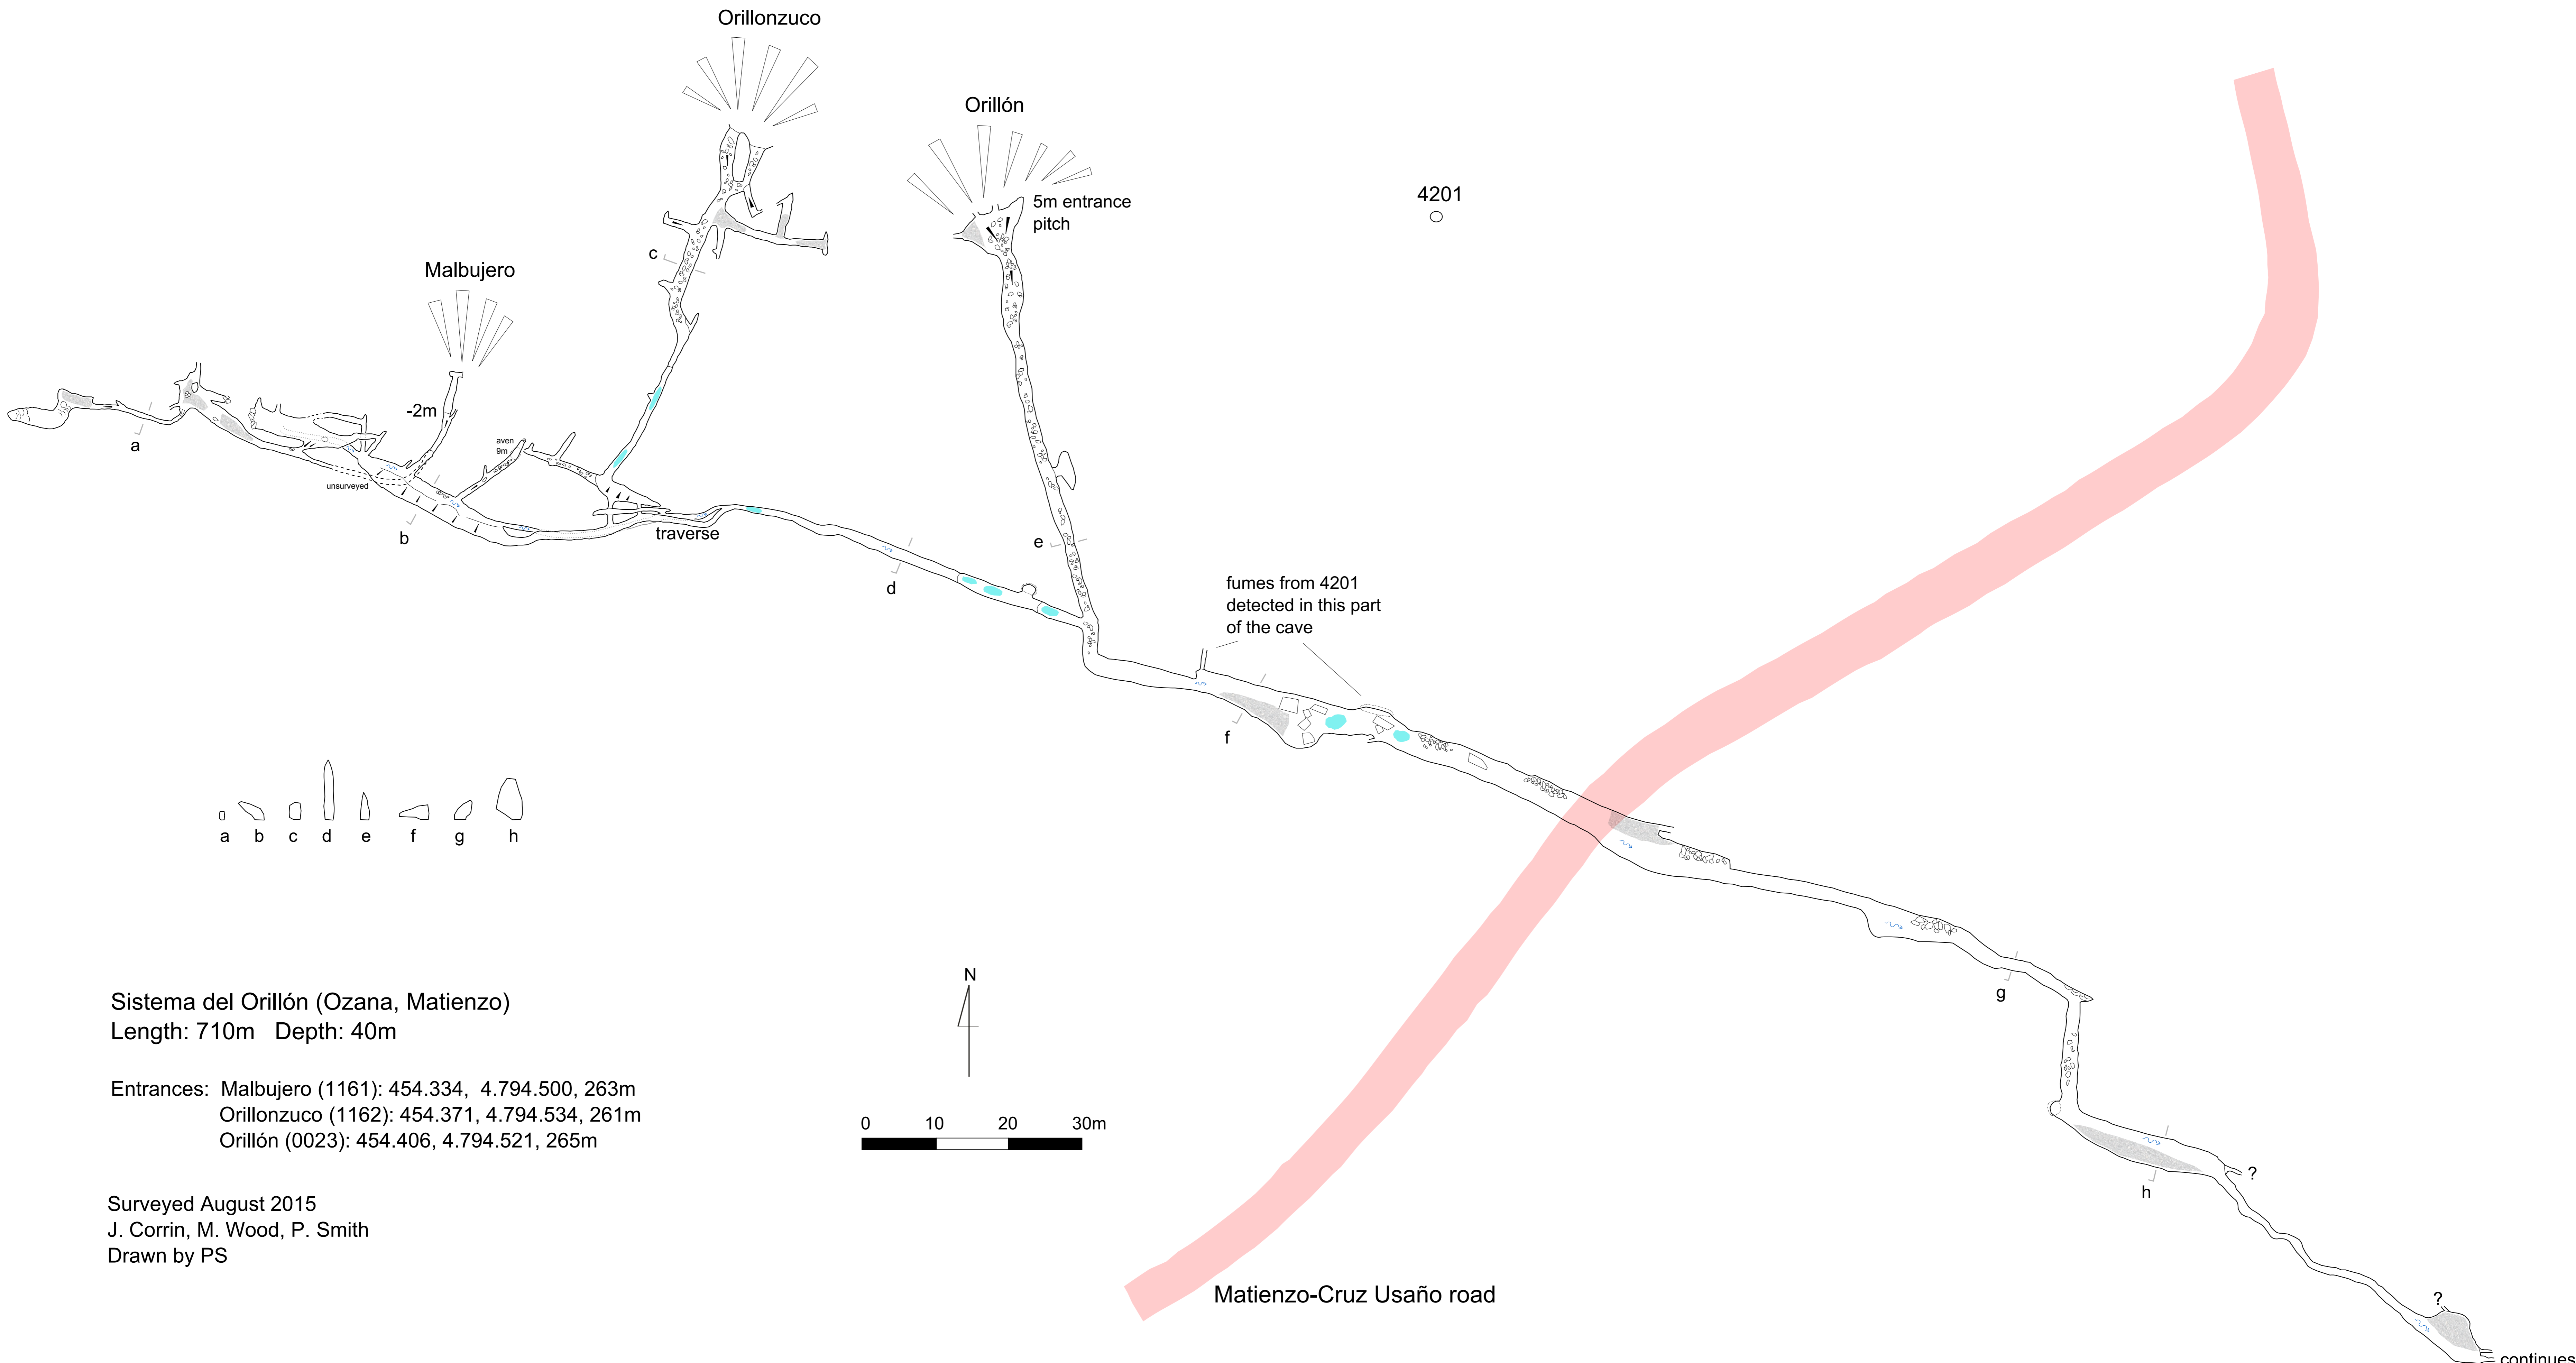 Orillonzuco
Orillón
5m entrance
pitch
4201
c
Malbujero
-2m
a
aven
9m
unsurveyed
b
traverse
e
d
fumes from 4201
detected in this part
of the cave
f
a b c d e f g h
g
N
Sistema del Orillón (Ozana, Matienzo)
Length: 710m Depth: 40m
Entrances: Malbujero (1161): 454.334, 4.794.500, 263m
Orillonzuco (1162): 454.371, 4.794.534, 261m
Orillón (0023): 454.406, 4.794.521, 265m
0 10 20 30m
?
h
Surveyed August 2015
J. Corrin, M. Wood, P. Smith
Drawn by PS
Matienzo-Cruz Usaño road
?
continues